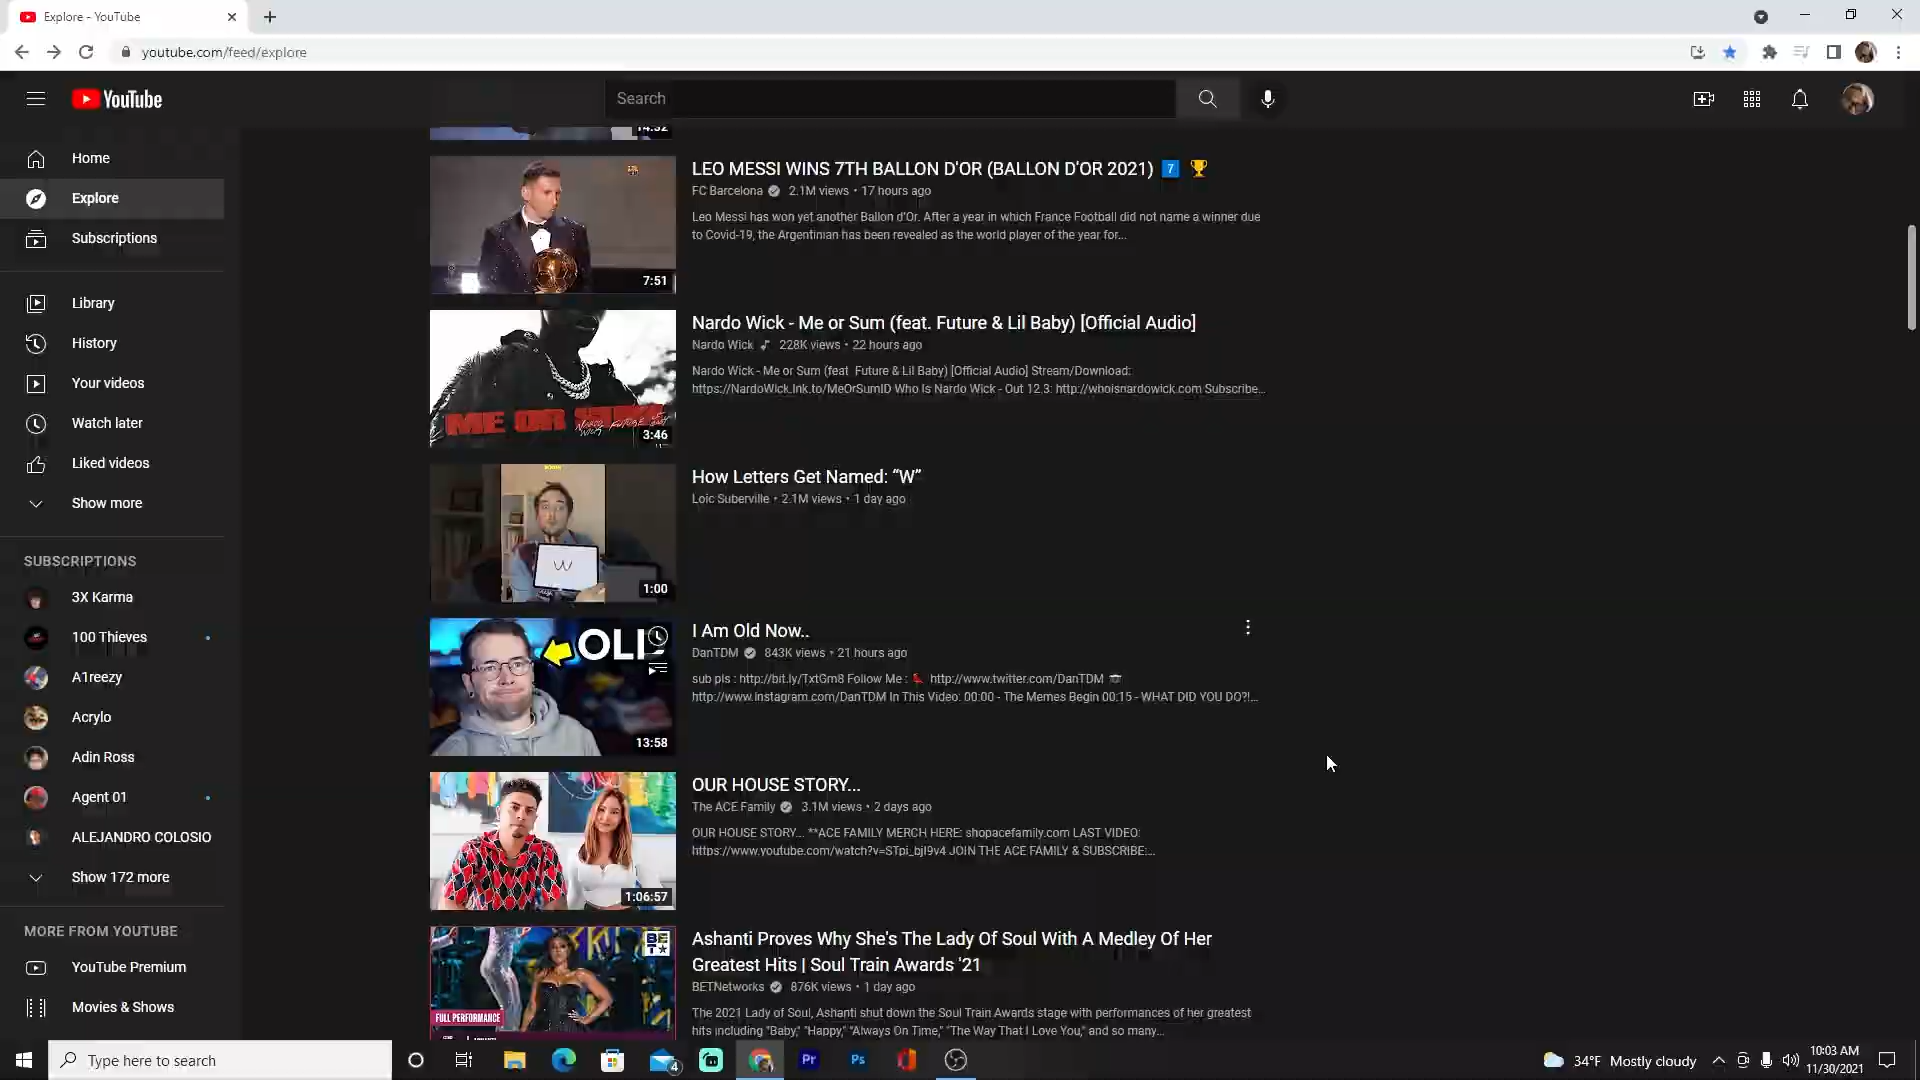 Explore - YouTube
youtube.com/feed/explore
YouTube
Search
Home
Explore
Subscriptions
Library
History
Your videos
Watch later
Liked videos
Show more
SUBSCRIPTIONS
3X Karma
100 Thieves
A1reezy
Acrylo
Adin Ross
Agent 01
ALEJANDRO COLOSIO
Show 172 more
MORE FROM YOUTUBE
YouTube Premium
Movies & Shows
14:32
LEO MESSI WINS 7TH BALLON D'OR (BALLON D'OR 2021) 7️⃣ 🏆
FC Barcelona 2.1M views • 17 hours ago
Leo Messi has won yet another Ballon d'Or. After a year in which France Football did not name a winner due
to Covid-19, the Argentinian has been revealed as the world player of the year for...
7:51
Nardo Wick - Me or Sum (feat. Future & Lil Baby) [Official Audio]
Nardo Wick 228K views • 22 hours ago
Nardo Wick - Me or Sum (feat Future & Lil Baby) [Official Audio] Stream/Download:
https://NardoWick.lnk.to/MeOrSumID Who Is Nardo Wick - Out 12.3: http://whoisnardowick.com Subscribe...
ME OR
3:46
How Letters Get Named: “W”
Loic Suberville • 2.1M views • 1 day ago
W
1:00
I Am Old Now..
DanTDM 843K views • 21 hours ago
sub pls : http://bit.ly/TxtGm8 Follow Me : http://www.twitter.com/DanTDM
http://www.instagram.com/DanTDM In This Video: 00:00 - The Memes Begin 00:15 - WHAT DID YOU DO?!...
13:58
OUR HOUSE STORY...
The ACE Family 3.1M views • 2 days ago
OUR HOUSE STORY... **ACE FAMILY MERCH HERE: shopacefamily.com LAST VIDEO:
https://www.youtube.com/watch?v=STpi_bjI9v4 JOIN THE ACE FAMILY & SUBSCRIBE:...
1:06:57
Ashanti Proves Why She's The Lady Of Soul With A Medley Of Her
Greatest Hits | Soul Train Awards '21
BETNetworks 876K views • 1 day ago
The 2021 Lady of Soul, Ashanti shut down the Soul Train Awards stage with performances of her greatest
hits including "Baby," "Happy," "Always On Time," "The Way That I Love You," and so many...
BET
FULL PERFORMANCE
Type here to search
4
Pr
Ps
34°F Mostly cloudy
10:03 AM
11/30/2021